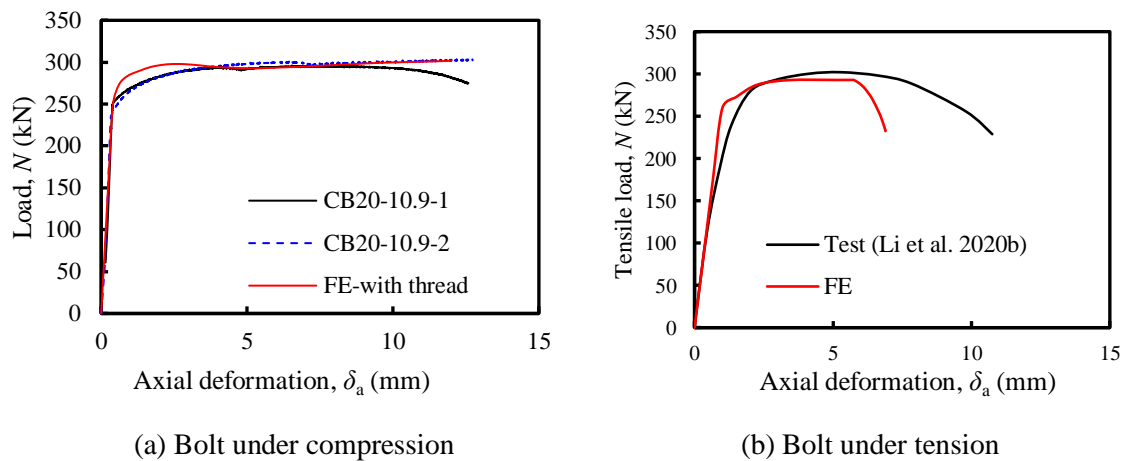 350
300
250
200
150
100
50
0
Load, N (kN)
CB20-10.9-1
CB20-10.9-2
FE-with thread
0 5 10 15
Axial deformation, δa (mm)
(a) Bolt under compression
350
300
250
200
150
100
50
0
Tensile load, N (kN)
Test (Li et al. 2020b)
FE
0 5 10 15
Axial deformation, δa (mm)
(b) Bolt under tension